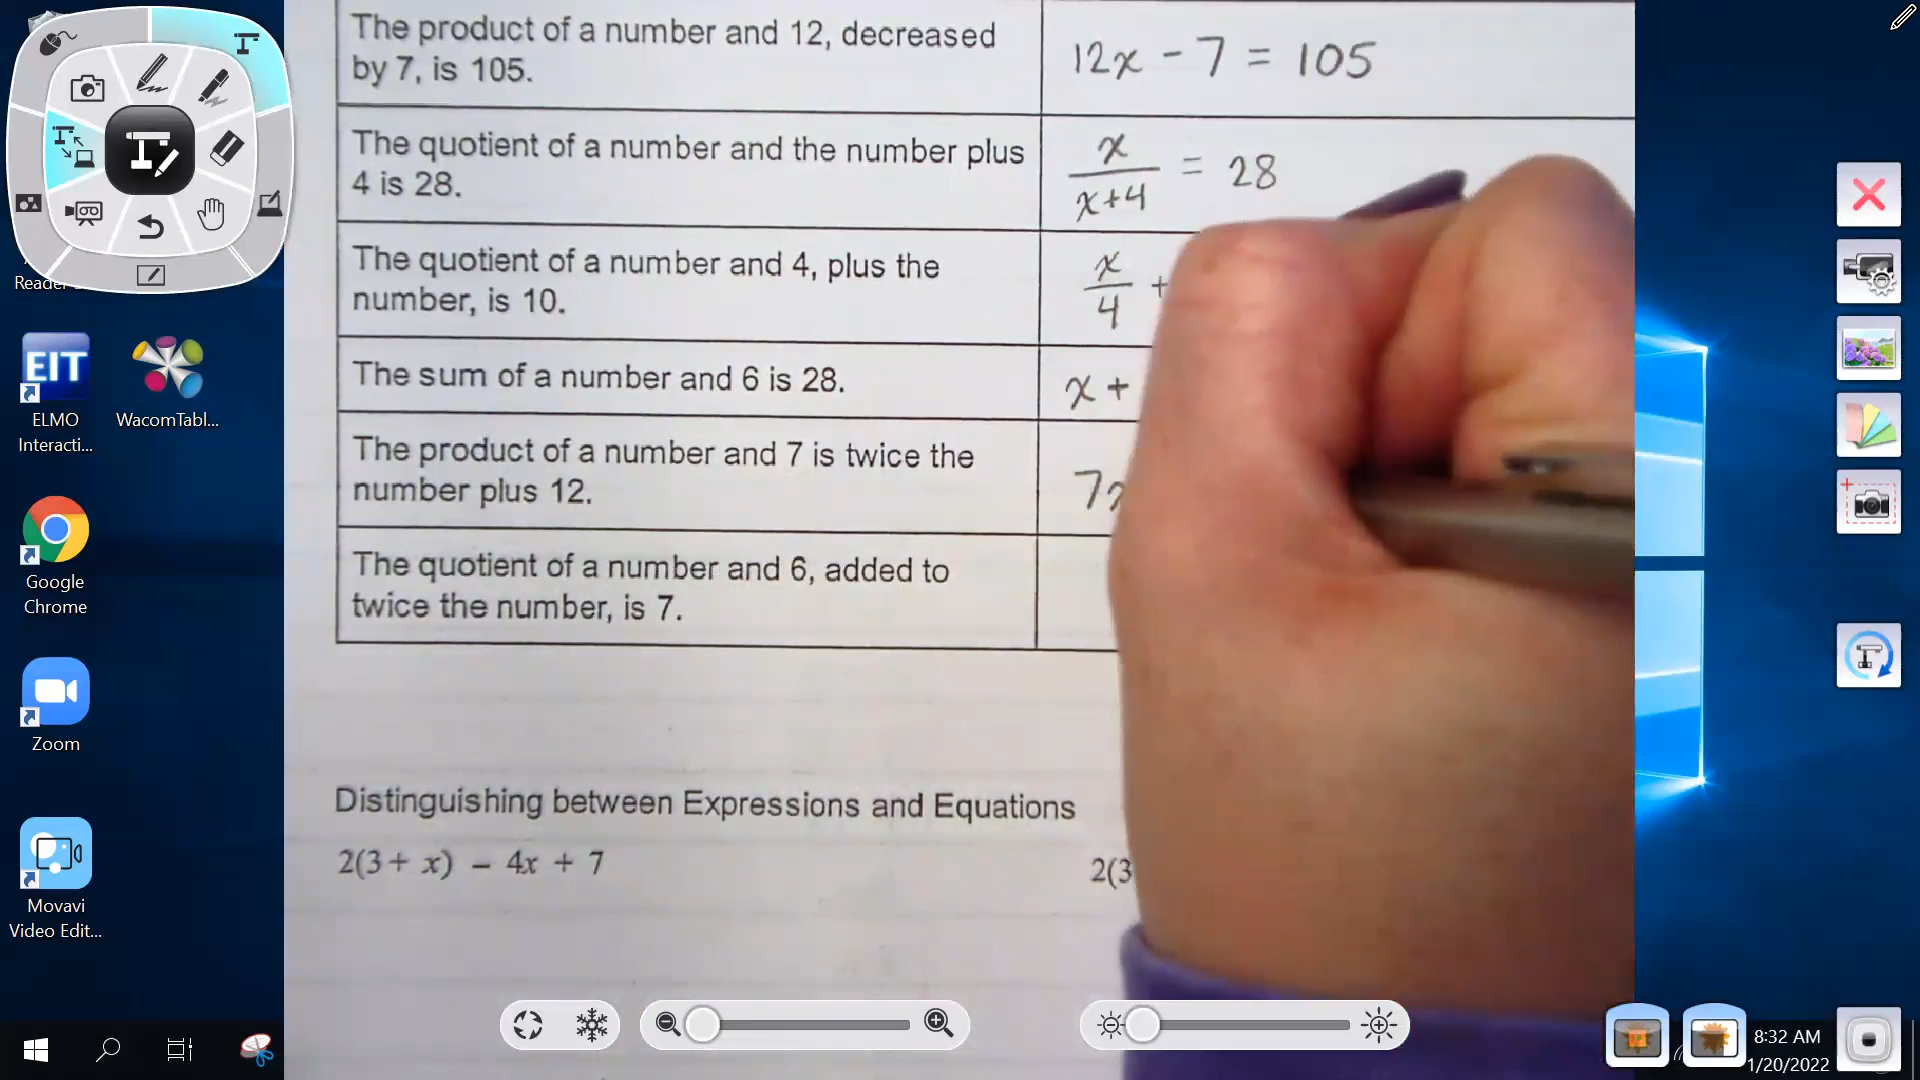 The product of a number and 12, decreased
by 7, is 105.
12x - 7 = 105
The quotient of a number and the number plus
4 is 28.
x
x+4
= 28
The quotient of a number and 4, plus the
number, is 10.
x
4
+
The sum of a number and 6 is 28.
x +
The product of a number and 7 is twice the
number plus 12.
7x
The quotient of a number and 6, added to
twice the number, is 7.
Distinguishing between Expressions and Equations
2(3+ x) – 4x + 7
2(3
Reader
EIT
ELMO
Interacti...
WacomTabl...
Google
Chrome
Zoom
Movavi
Video Edit...
8:32 AM
1/20/2022